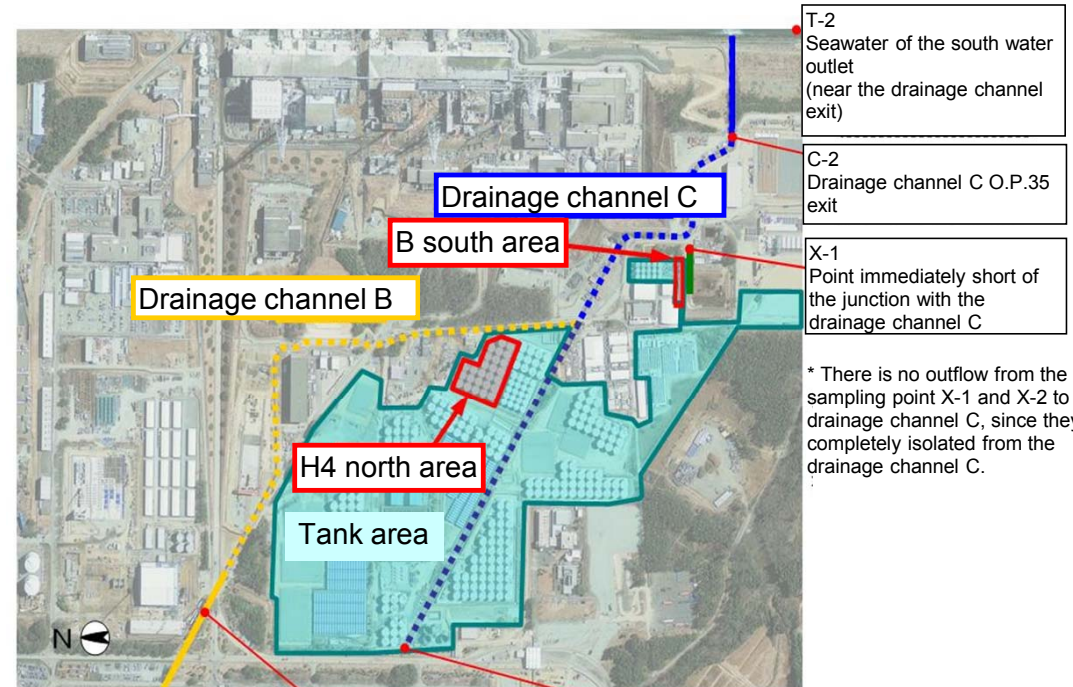 T-2
Seawater of the south water
outlet
(near the drainage channel
exit)
C-2
Drainage channel C O.P.35
exit
X-1
Point immediately short of
the junction with the
drainage channel C
* There is no outflow from the
sampling point X-1 and X-2 to
drainage channel C, since they
completely isolated from the
drainage channel C.
Drainage channel C
B south area
Drainage channel B
H4 north area
Tank area
N